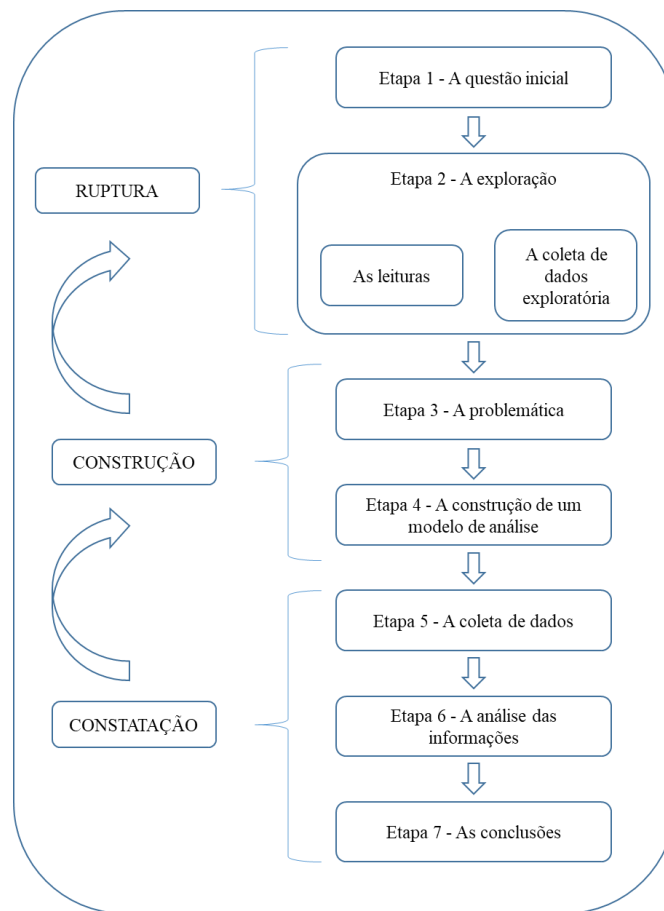 Etapa 1 - A questão inicial
RUPTURA
Etapa 2 - A exploração
As leituras
A coleta de
dados
exploratória
Etapa 3 - A problemática
CONSTRUÇÃO
Etapa 4 - A construção de um
modelo de análise
Etapa 5 - A coleta de dados
CONSTATAÇÃO
Etapa 6 - A análise das
informações
Etapa 7 - As conclusões